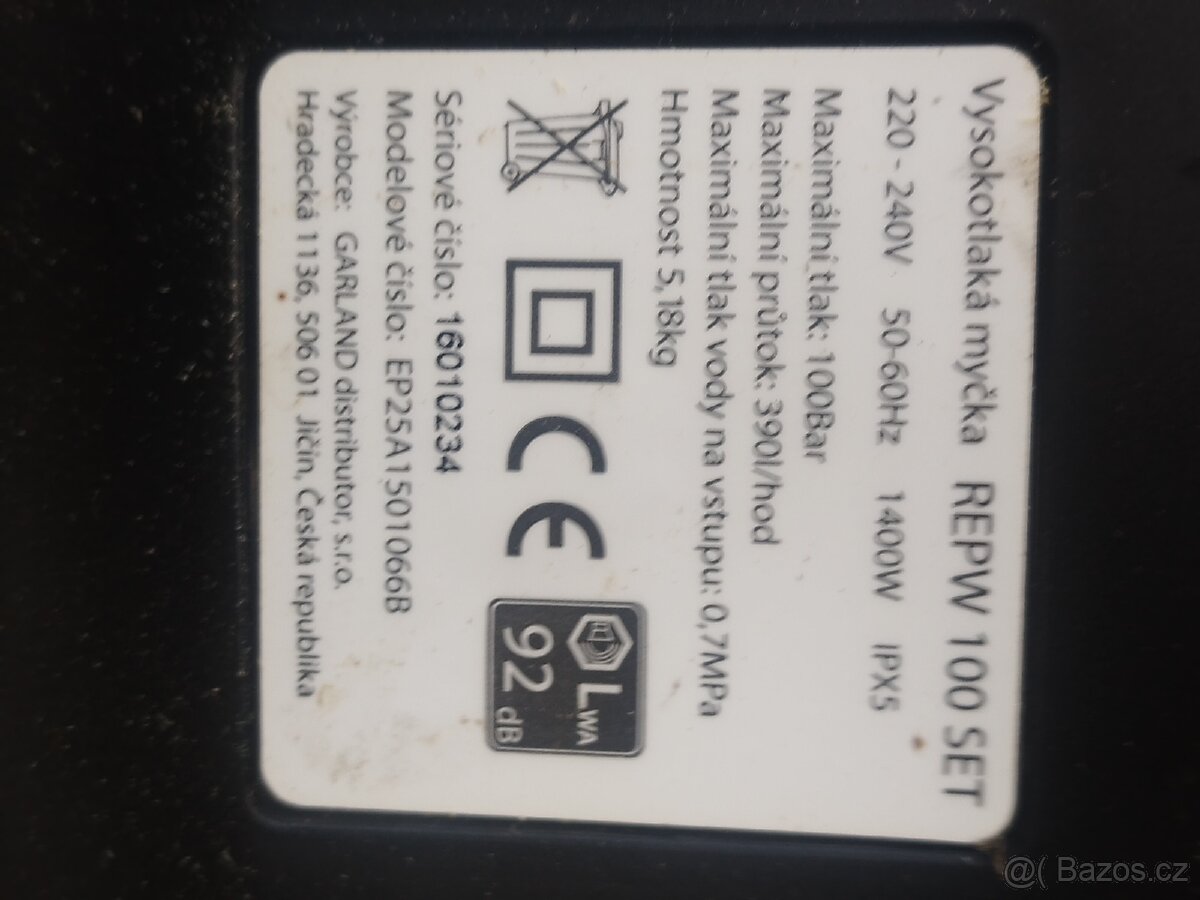 Vysokotlaká myčka REPW 100 SET
220 - 240V 50-60Hz 1400W IPX5
Maximální tlak: 100Bar
Maximální průtok: 390l/hod
Maximální tlak vody na vstupu: 0,7MPa
Hmotnost 5,18kg
CE
LWA
92 dB
Sériové číslo: 16010234
Modelové číslo: EP25A1501066B
Výrobce: GARLAND distributor, s.r.o.
Hradecká 1136, 506 01, Jičín, Česká republika
@( Bazos.cz